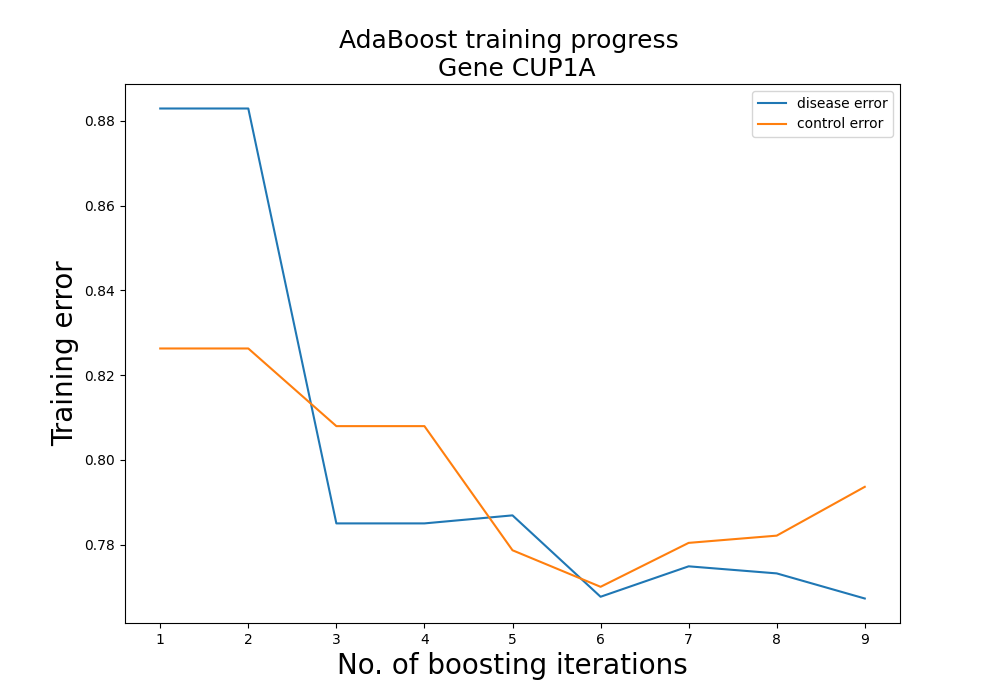 AdaBoost training progress
Gene CUP1A
disease error
control error
0.88
0.86
0.84
0.82
0.80
0.78
Training error
1 2 3 4 5 6 7 8 9
No. of boosting iterations